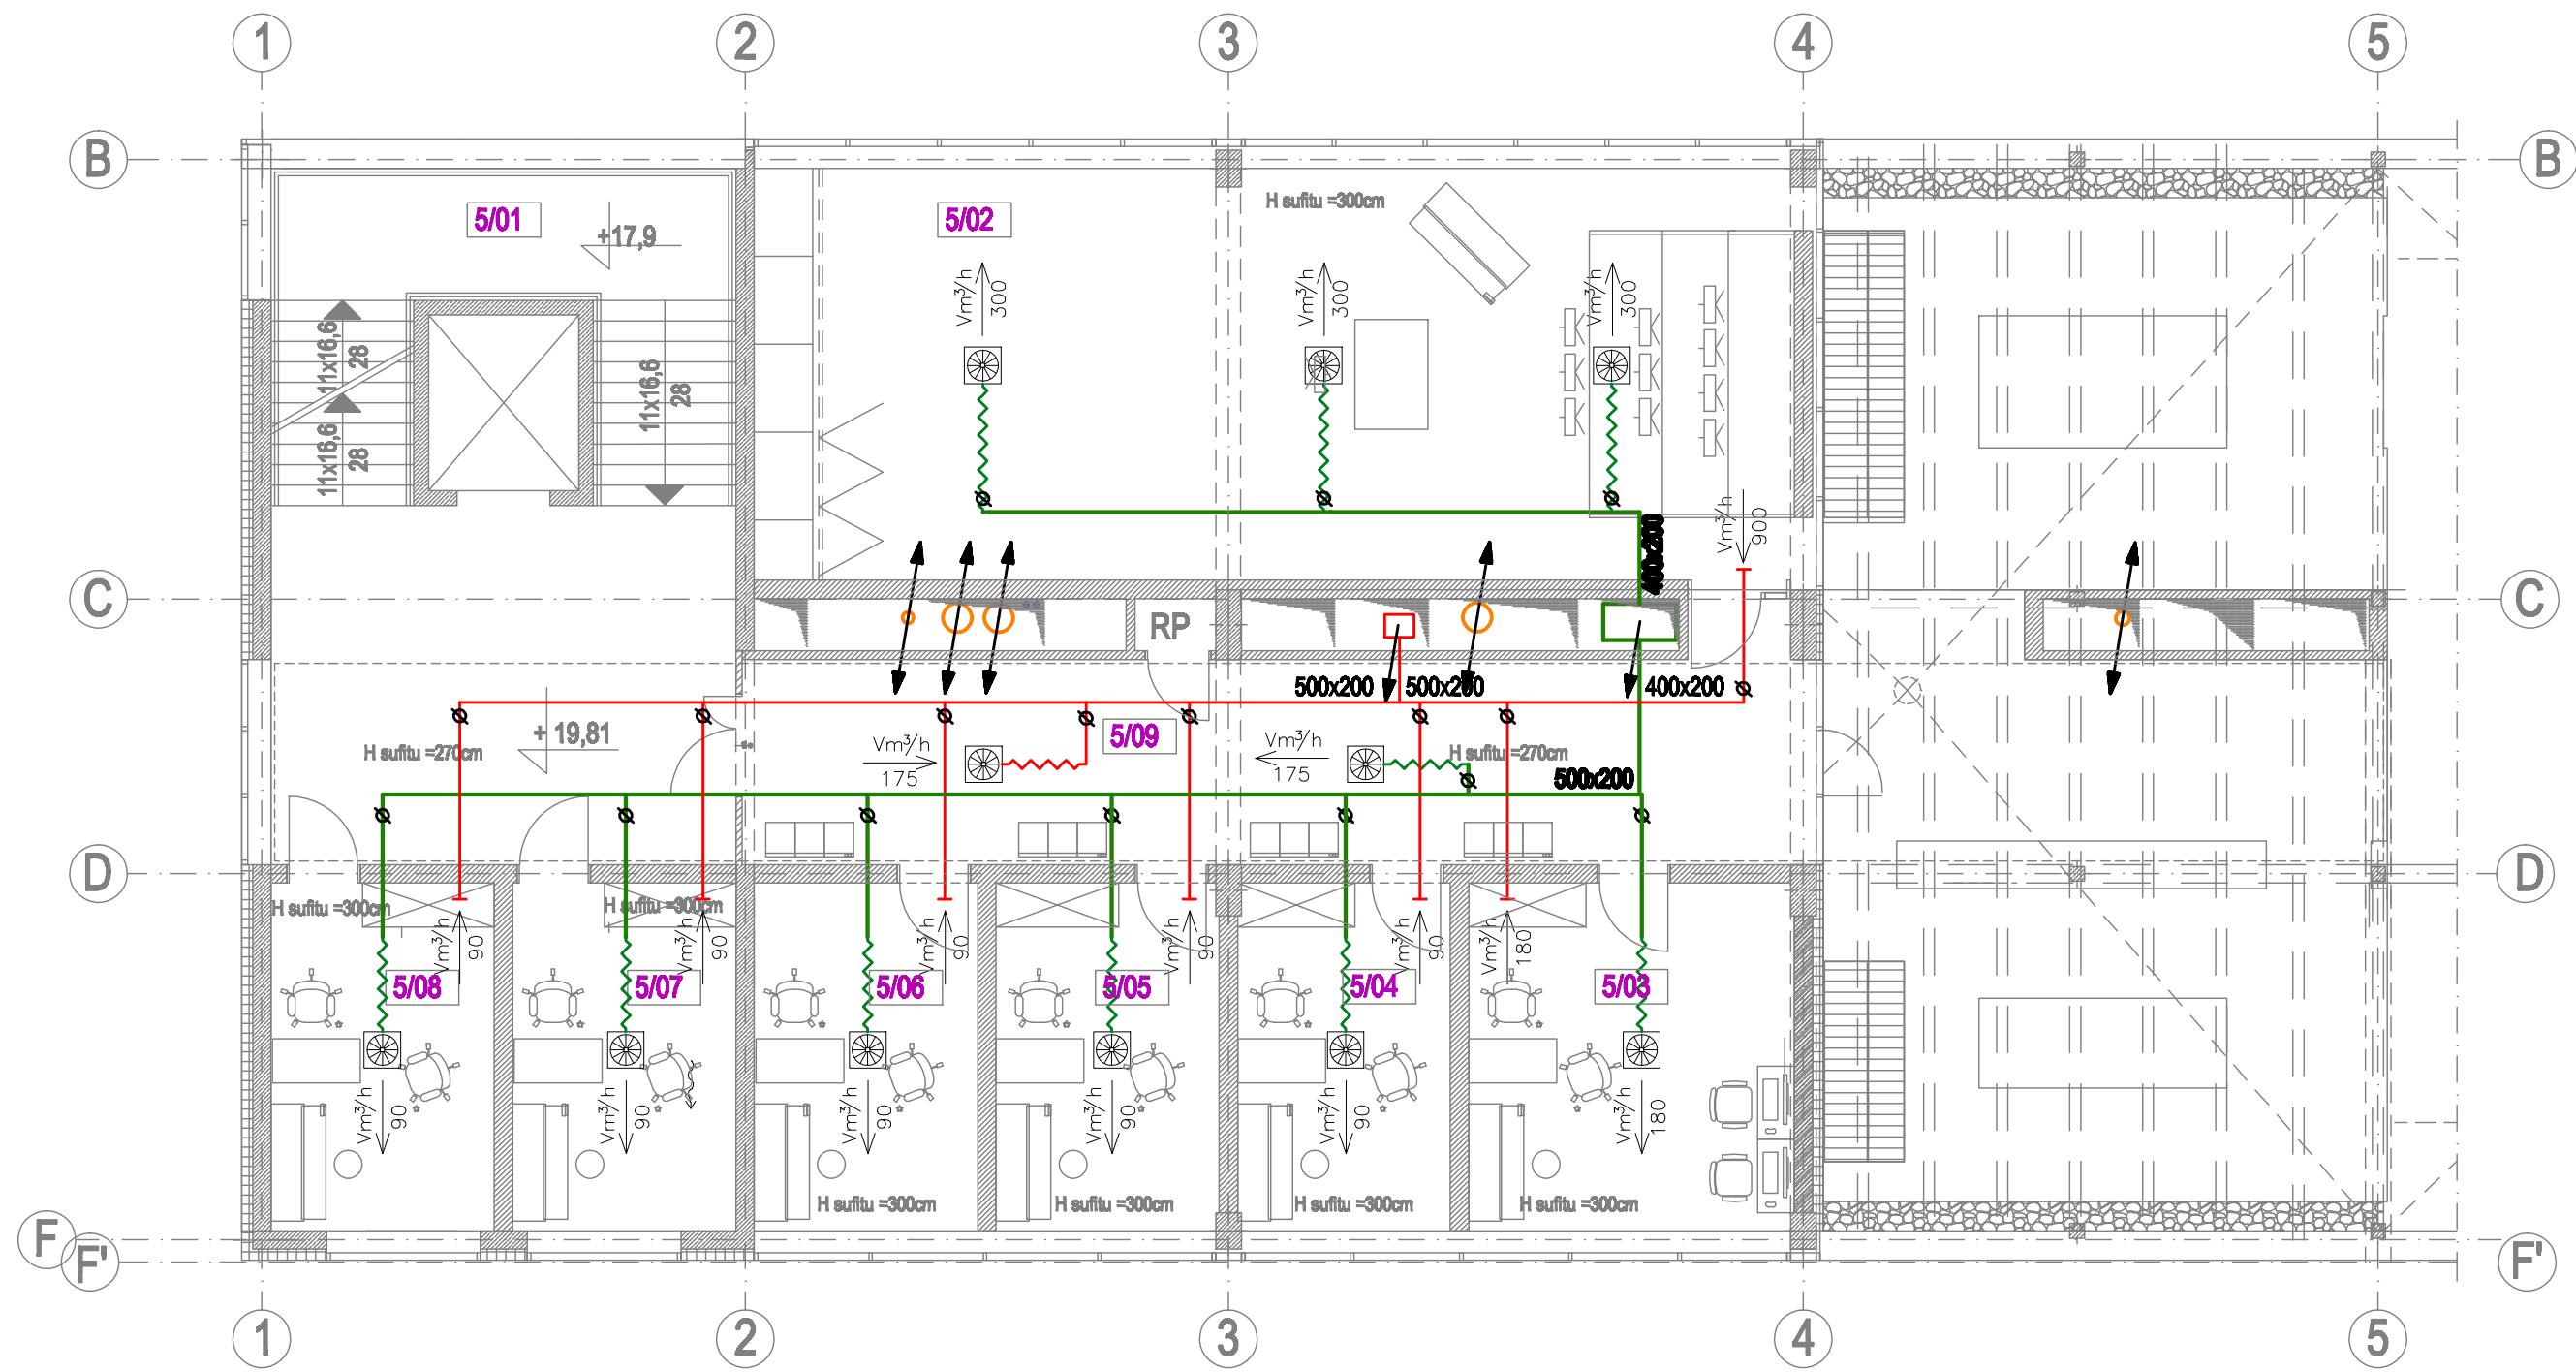 1 2 3 4 5
B B
5/01 5/02 H sufitu =300cm
+17,9
Vm³/h 300 Vm³/h 300 Vm³/h 300
11x16,6 28
11x16,6 28
11x16,6 28
Vm³/h 900
400x200
C C
RP
500x200 500x200 400x200
+ 19,81
H sufitu =270cm
5/09
Vm³/h 175
Vm³/h 175
H sufitu =270cm
500x200
D D
H sufitu =300cm H sufitu =300cm
Vm³/h 90 Vm³/h 90 Vm³/h 90 Vm³/h 90 Vm³/h 90 Vm³/h 180
5/08 5/07 5/06 5/05 5/04 5/03
Vm³/h 90 Vm³/h 90 Vm³/h 90 Vm³/h 90 Vm³/h 90 Vm³/h 180
H sufitu =300cm H sufitu =300cm H sufitu =300cm H sufitu =300cm
F
F' F'
1 2 3 4 5